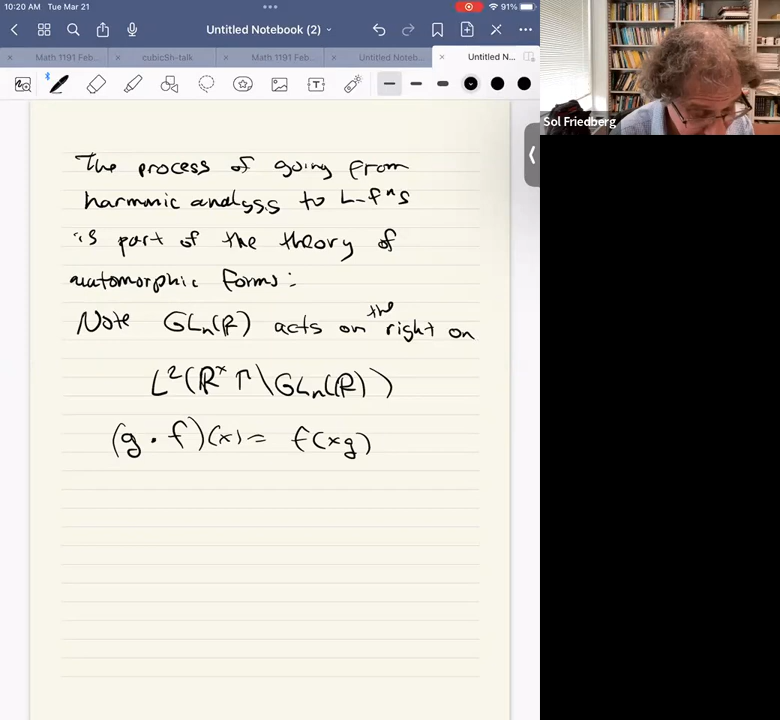 10:20 AM Tue Mar 21
91%
Untitled Notebook (2)
Math 1191 Feb...
cubicSh-talk
Math 1191 Feb...
Untitled Noteb...
Untitled N...
Sol Friedberg
The process of going from
harmonic analysis to L-fⁿs
is part of the theory of
automorphic forms:
Note GLₙ(ℝ) acts on the right on
L²(ℝˣ Γ\GLₙ(ℝ))
(g · f)(x) = f(xg)